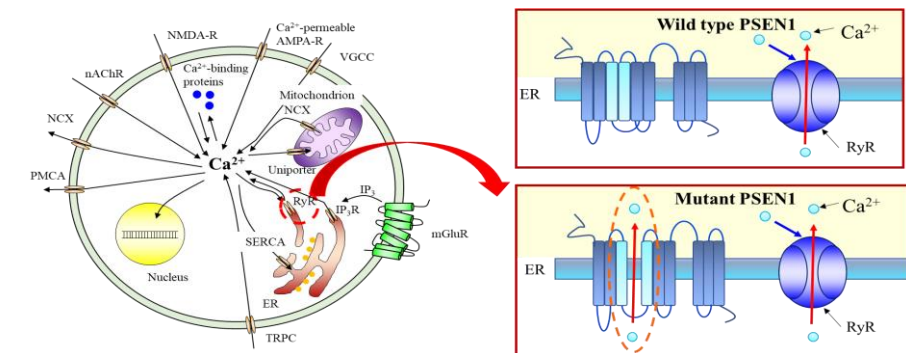 NMDA-R
Ca²⁺-permeable
AMPA-R
VGCC
nAChR
Ca²⁺-binding
proteins
Mitochondrion
NCX
NCX
Uniporter
Ca²⁺
PMCA
RyR
IP₃
IP₃R
mGluR
SERCA
Nucleus
ER
TRPC
Wild type PSEN1
Ca²⁺
ER
RyR
Mutant PSEN1
Ca²⁺
ER
RyR